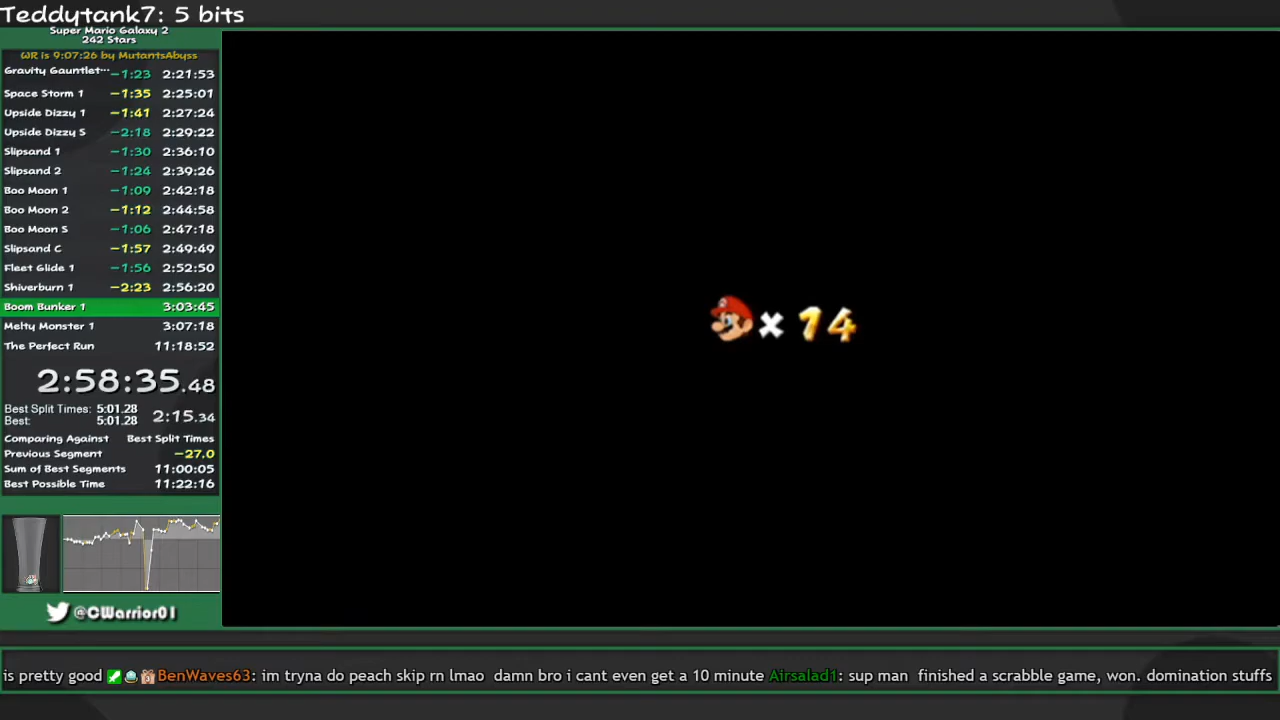 Teddytank7: 5 bits
Super Mario Galaxy 2
242 Stars
WR is 9:07:26 by MutantsAbyss
Gravity Gauntlet... −1:23 2:21:53
Space Storm 1 −1:35 2:25:01
Upside Dizzy 1 −1:41 2:27:24
Upside Dizzy S −2:18 2:29:22
Slipsand 1 −1:30 2:36:10
Slipsand 2 −1:24 2:39:26
Boo Moon 1 −1:09 2:42:18
Boo Moon 2 −1:12 2:44:58
Boo Moon S −1:06 2:47:18
Slipsand C −1:57 2:49:49
Fleet Glide 1 −1:56 2:52:50
Shiverburn 1 −2:23 2:56:20
Boom Bunker 1 3:03:45
Melty Monster 1 3:07:18
The Perfect Run 11:18:52
2:58:35.48
Best Split Times: 5:01.28
Best: 5:01.28 2:15.34
Comparing Against Best Split Times
Previous Segment −27.0
Sum of Best Segments 11:00:05
Best Possible Time 11:22:16
@CWarrior01
x 14
is pretty good BenWaves63: im tryna do peach skip rn lmao damn bro i cant even get a 10 minute Airsalad1: sup man finished a scrabble game, won. domination stuffs